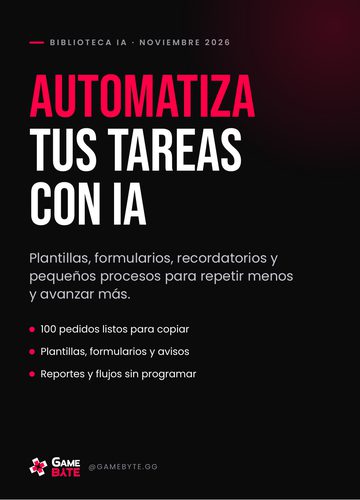 BIBLIOTECA IA · NOVIEMBRE 2026
AUTOMATIZA
TUS TAREAS
CON IA
Plantillas, formularios, recordatorios y
pequeños procesos para repetir menos
y avanzar más.
100 pedidos listos para copiar
Plantillas, formularios y avisos
Reportes y flujos sin programar
GAME
BATE
@GAMEBYTE.GG